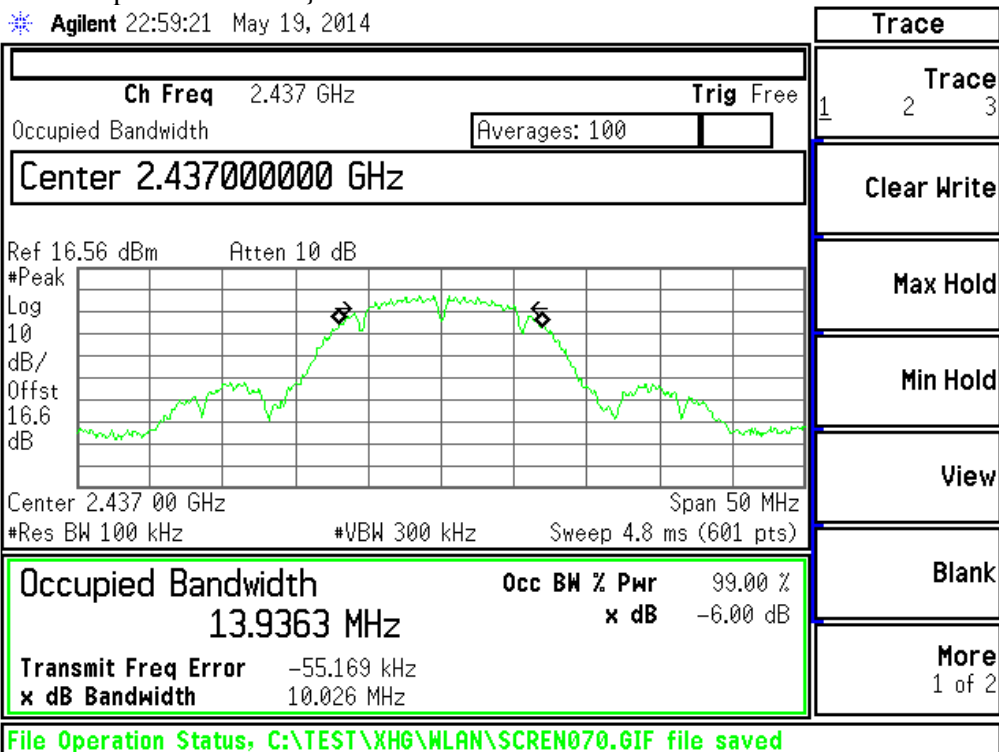 Agilent 22:59:21 May 19, 2014
Trace
Ch Freq 2.437 GHz Trig Free
Occupied Bandwidth Averages: 100
Center 2.437000000 GHz
Ref 16.56 dBm Atten 10 dB
#Peak
Log
10
dB/
Offst
16.6
dB
Center 2.437 00 GHz Span 50 MHz
#Res BW 100 kHz #VBW 300 kHz Sweep 4.8 ms (601 pts)
Occupied Bandwidth Occ BW % Pwr 99.00 %
13.9363 MHz x dB -6.00 dB
Transmit Freq Error -55.169 kHz
x dB Bandwidth 10.026 MHz
File Operation Status, C:\TEST\XHG\WLAN\SCREN070.GIF file saved
Trace
1 2 3
Clear Write
Max Hold
Min Hold
View
Blank
More
1 of 2